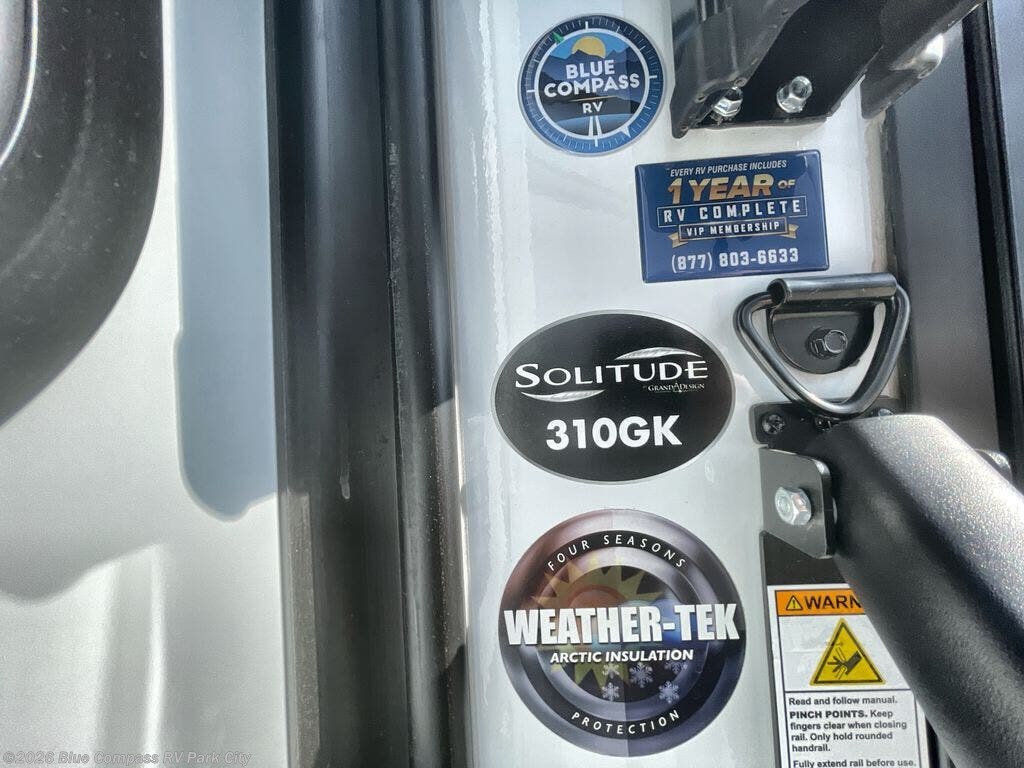 BLUE
COMPASS
RV
EVERY RV PURCHASE INCLUDES
1 YEAR OF
RV COMPLETE
VIP MEMBERSHIP
(877) 803-6633
SOLITUDE
BY GRAND DESIGN
310GK
FOUR SEASONS
WEATHER-TEK
ARCTIC INSULATION
PROTECTION
WARN
Read and follow manual.
PINCH POINTS. Keep
fingers clear when closing
rail. Only hold rounded
handrail.
Fully extend rail before use.
©2026 Blue Compass RV Park City